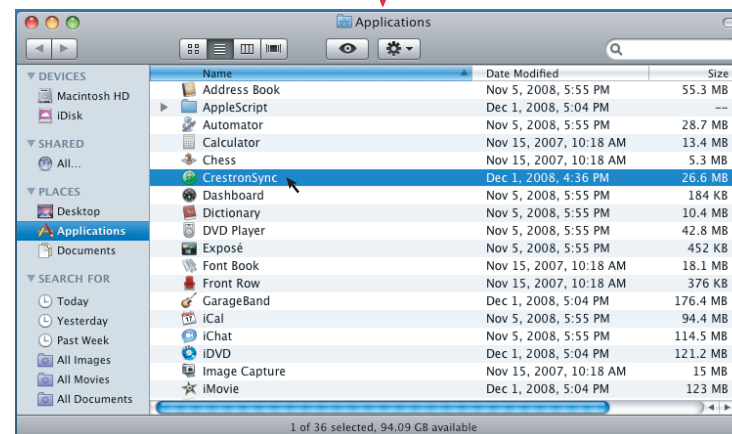 Applications
Name Date Modified Size
DEVICES
Macintosh HD
iDisk
SHARED
All...
PLACES
Desktop
Applications
Documents
SEARCH FOR
Today
Yesterday
Past Week
All Images
All Movies
All Documents
Address Book Nov 5, 2008, 5:55 PM 55.3 MB
AppleScript Dec 1, 2008, 5:04 PM --
Automator Nov 5, 2008, 5:55 PM 28.7 MB
Calculator Nov 15, 2007, 10:18 AM 13.4 MB
Chess Nov 15, 2007, 10:18 AM 5.3 MB
CrestronSync Dec 1, 2008, 4:36 PM 26.6 MB
Dashboard Nov 5, 2008, 5:55 PM 184 KB
Dictionary Nov 5, 2008, 5:55 PM 10.4 MB
DVD Player Nov 5, 2008, 5:55 PM 42.8 MB
Exposé Nov 5, 2008, 5:55 PM 452 KB
Font Book Nov 15, 2007, 10:18 AM 18.1 MB
Front Row Nov 15, 2007, 10:18 AM 376 KB
GarageBand Dec 1, 2008, 5:04 PM 176.4 MB
iCal Nov 5, 2008, 5:55 PM 94.4 MB
iChat Nov 5, 2008, 5:55 PM 114.5 MB
iDVD Dec 1, 2008, 5:04 PM 121.2 MB
Image Capture Nov 15, 2007, 10:18 AM 15 MB
iMovie Dec 1, 2008, 5:04 PM 123 MB
1 of 36 selected, 94.09 GB available